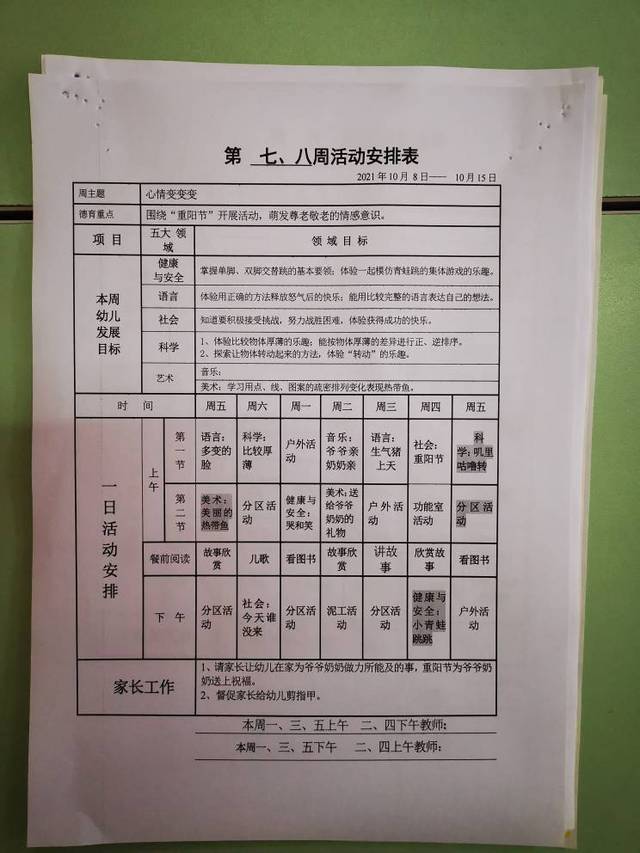 第 七、八周活动安排表
2021年10月 8日—— 10月15日
周主题 心情变变变
德育重点 围绕“重阳节”开展活动，萌发尊老敬老的情感意识。
项 目 五大 领域 领 域 目 标
本周幼儿发展目标
健康与安全 掌握单脚、双脚交替跳的基本要领；体验一起模仿青蛙跳的集体游戏的乐趣。
语言 体验用正确的方法释放怒气后的快乐；能用比较完整的语言表达自己的想法。
社会 知道要积极接受挑战，努力战胜困难，体验获得成功的快乐。
科学 1、体验比较物体厚薄的乐趣；能按物体厚薄的差异进行正、逆排序。
2、探索让物体转动起来的方法，体验“转动”的乐趣。
艺术 音乐：
美术：学习用点、线、图案的疏密排列变化表现热带鱼。
时 间 周五 周六 周一 周二 周三 周四 周五
一日活动安排
上午
第一节 语言：多变的脸 科学：比较厚薄 户外活动 音乐：爷爷亲奶奶亲 语言：生气猪上天 社会：重阳节 科学：叽里咕噜转
第二节 美术：美丽的热带鱼 分区活动 健康与安全：哭和笑 美术：送给爷爷奶奶的礼物 户外活动 功能室活动 分区活动
餐前阅读 故事欣赏 儿歌 看图书 故事欣赏 讲故事 欣赏故事 看图书
下 午 分区活动 社会：今天谁没来 分区活动 泥工活动 分区活动 健康与安全：小青蛙跳跳 户外活动
家长工作 1、请家长让幼儿在家为爷爷奶奶做力所能及的事，重阳节为爷爷奶奶送上祝福。
2、督促家长给幼儿剪指甲。
本周一、三、五上午 二、四下午教师：
本周一、三、五下午 二、四上午教师：